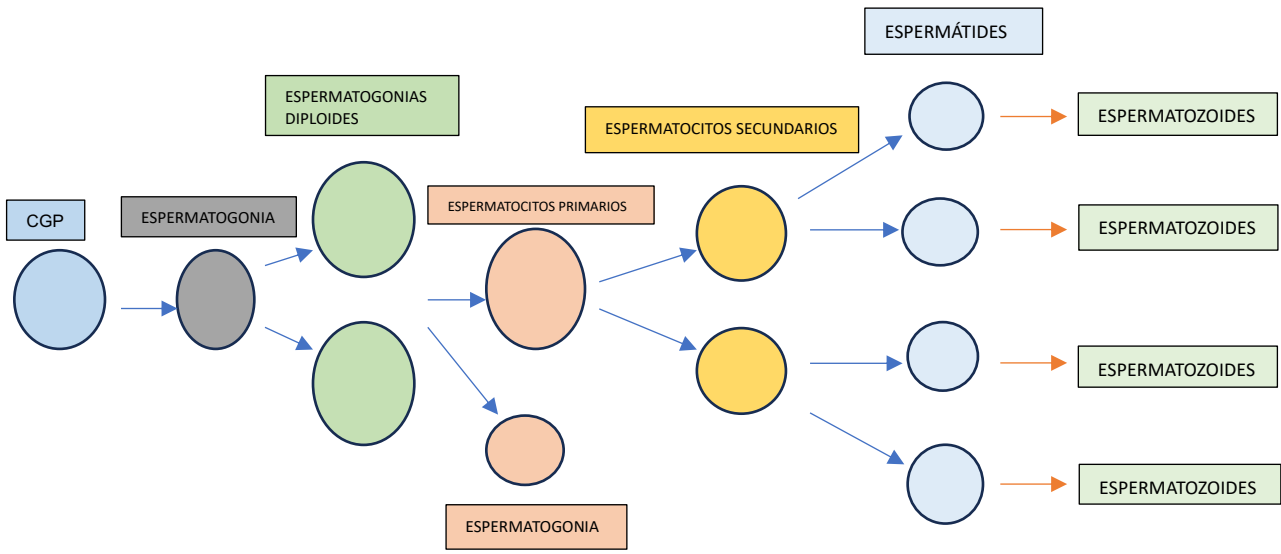 CGP
ESPERMATOGONIA
ESPERMATOGONIAS
DIPLOIDES
ESPERMATOCITOS PRIMARIOS
ESPERMATOGONIA
ESPERMATOCITOS SECUNDARIOS
ESPERMÁTIDES
ESPERMATOZOIDES
ESPERMATOZOIDES
ESPERMATOZOIDES
ESPERMATOZOIDES